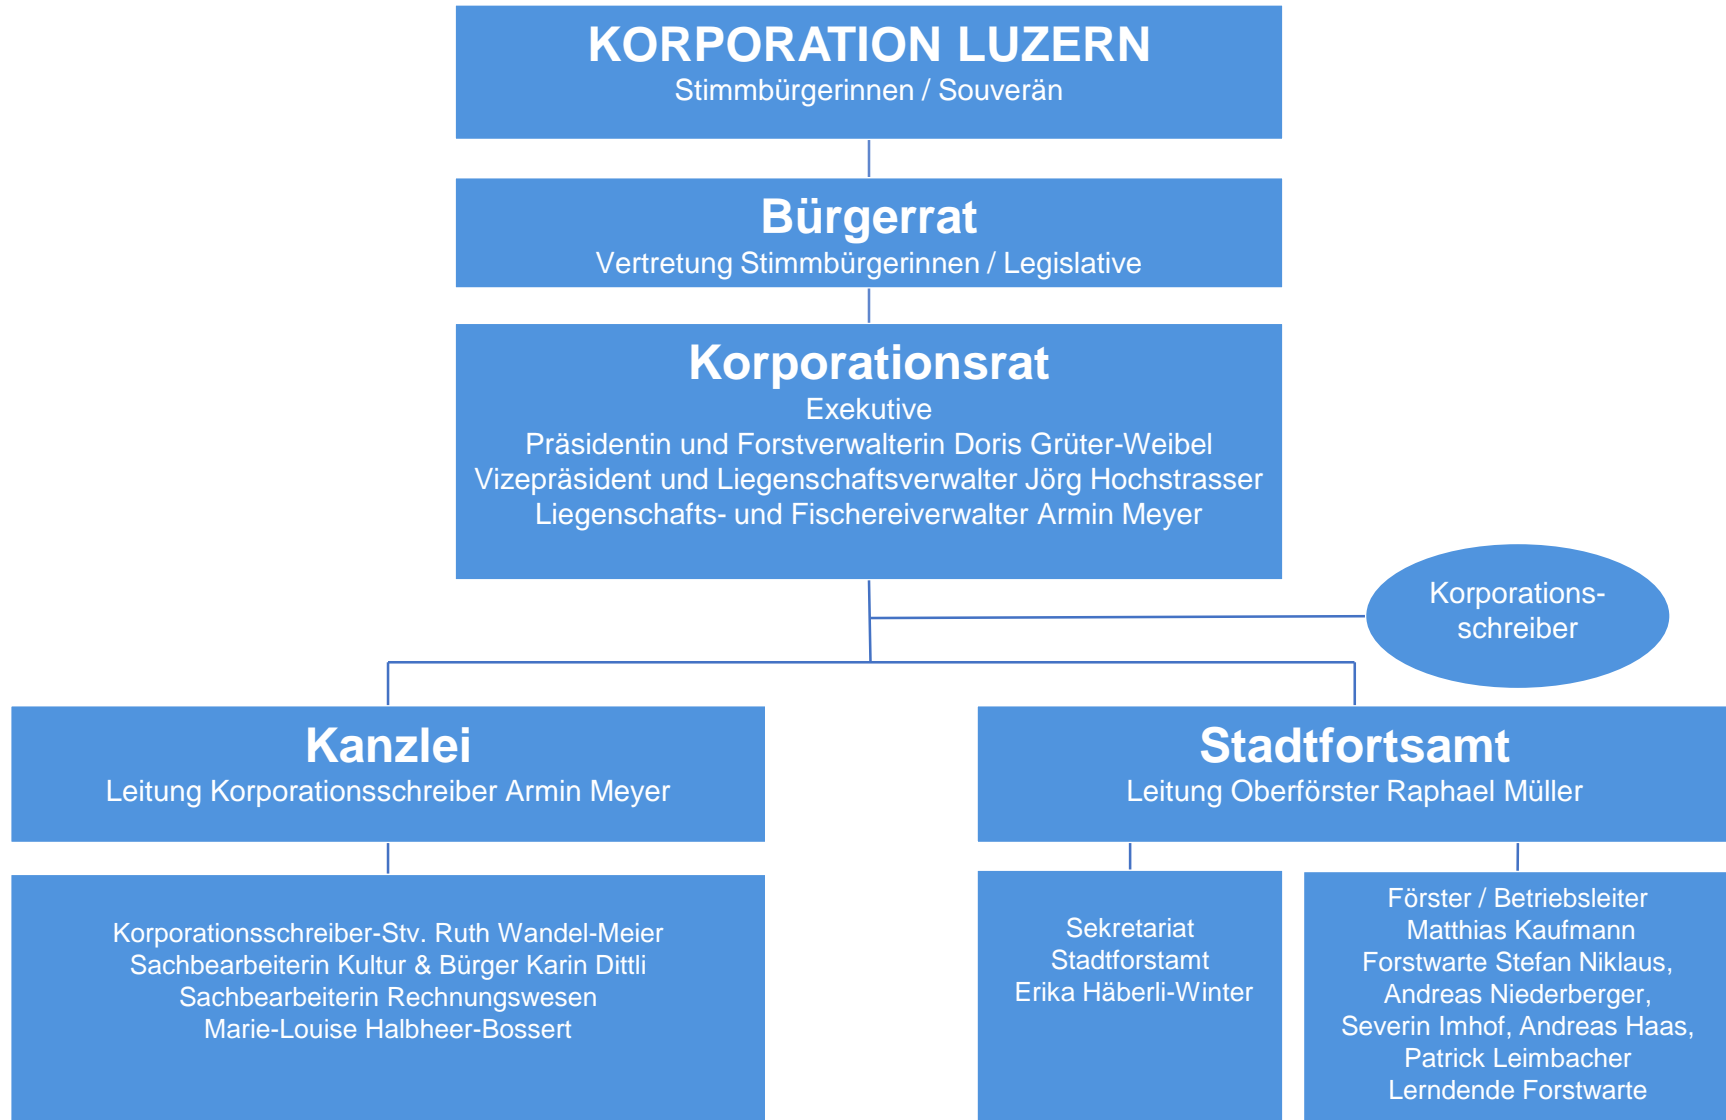 KORPORATION LUZERN
Stimmbürgerinnen / Souverän
Bürgerrat
Vertretung Stimmbürgerinnen / Legislative
Korporationsrat
Exekutive
Präsidentin und Forstverwalterin Doris Grüter-Weibel
Vizepräsident und Liegenschaftsverwalter Jörg Hochstrasser
Liegenschafts- und Fischereiverwalter Armin Meyer
Korporations-
schreiber
Kanzlei
Leitung Korporationsschreiber Armin Meyer
Stadtfortsamt
Leitung Oberförster Raphael Müller
Korporationsschreiber-Stv. Ruth Wandel-Meier
Sachbearbeiterin Kultur & Bürger Karin Dittli
Sachbearbeiterin Rechnungswesen
Marie-Louise Halbheer-Bossert
Sekretariat
Stadtforstamt
Erika Häberli-Winter
Förster / Betriebsleiter
Matthias Kaufmann
Forstwarte Stefan Niklaus,
Andreas Niederberger,
Severin Imhof, Andreas Haas,
Patrick Leimbacher
Lerndende Forstwarte